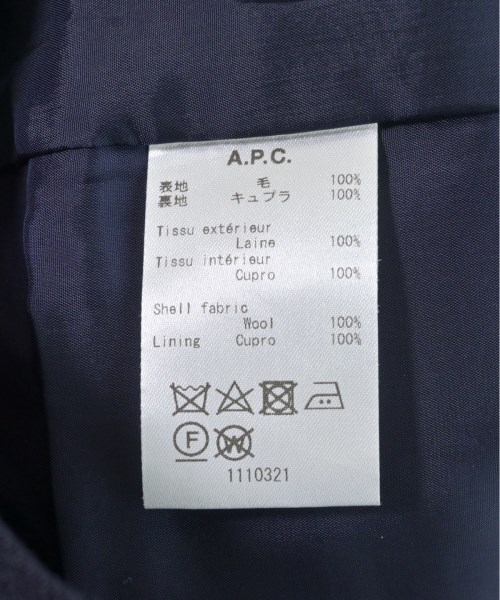 A.P.C.
表地 毛 100%
裏地 キュプラ 100%
Tissu extérieur
Laine 100%
Tissu intérieur
Cupro 100%
Shell fabric
Wool 100%
Lining Cupro 100%
F W
1110321